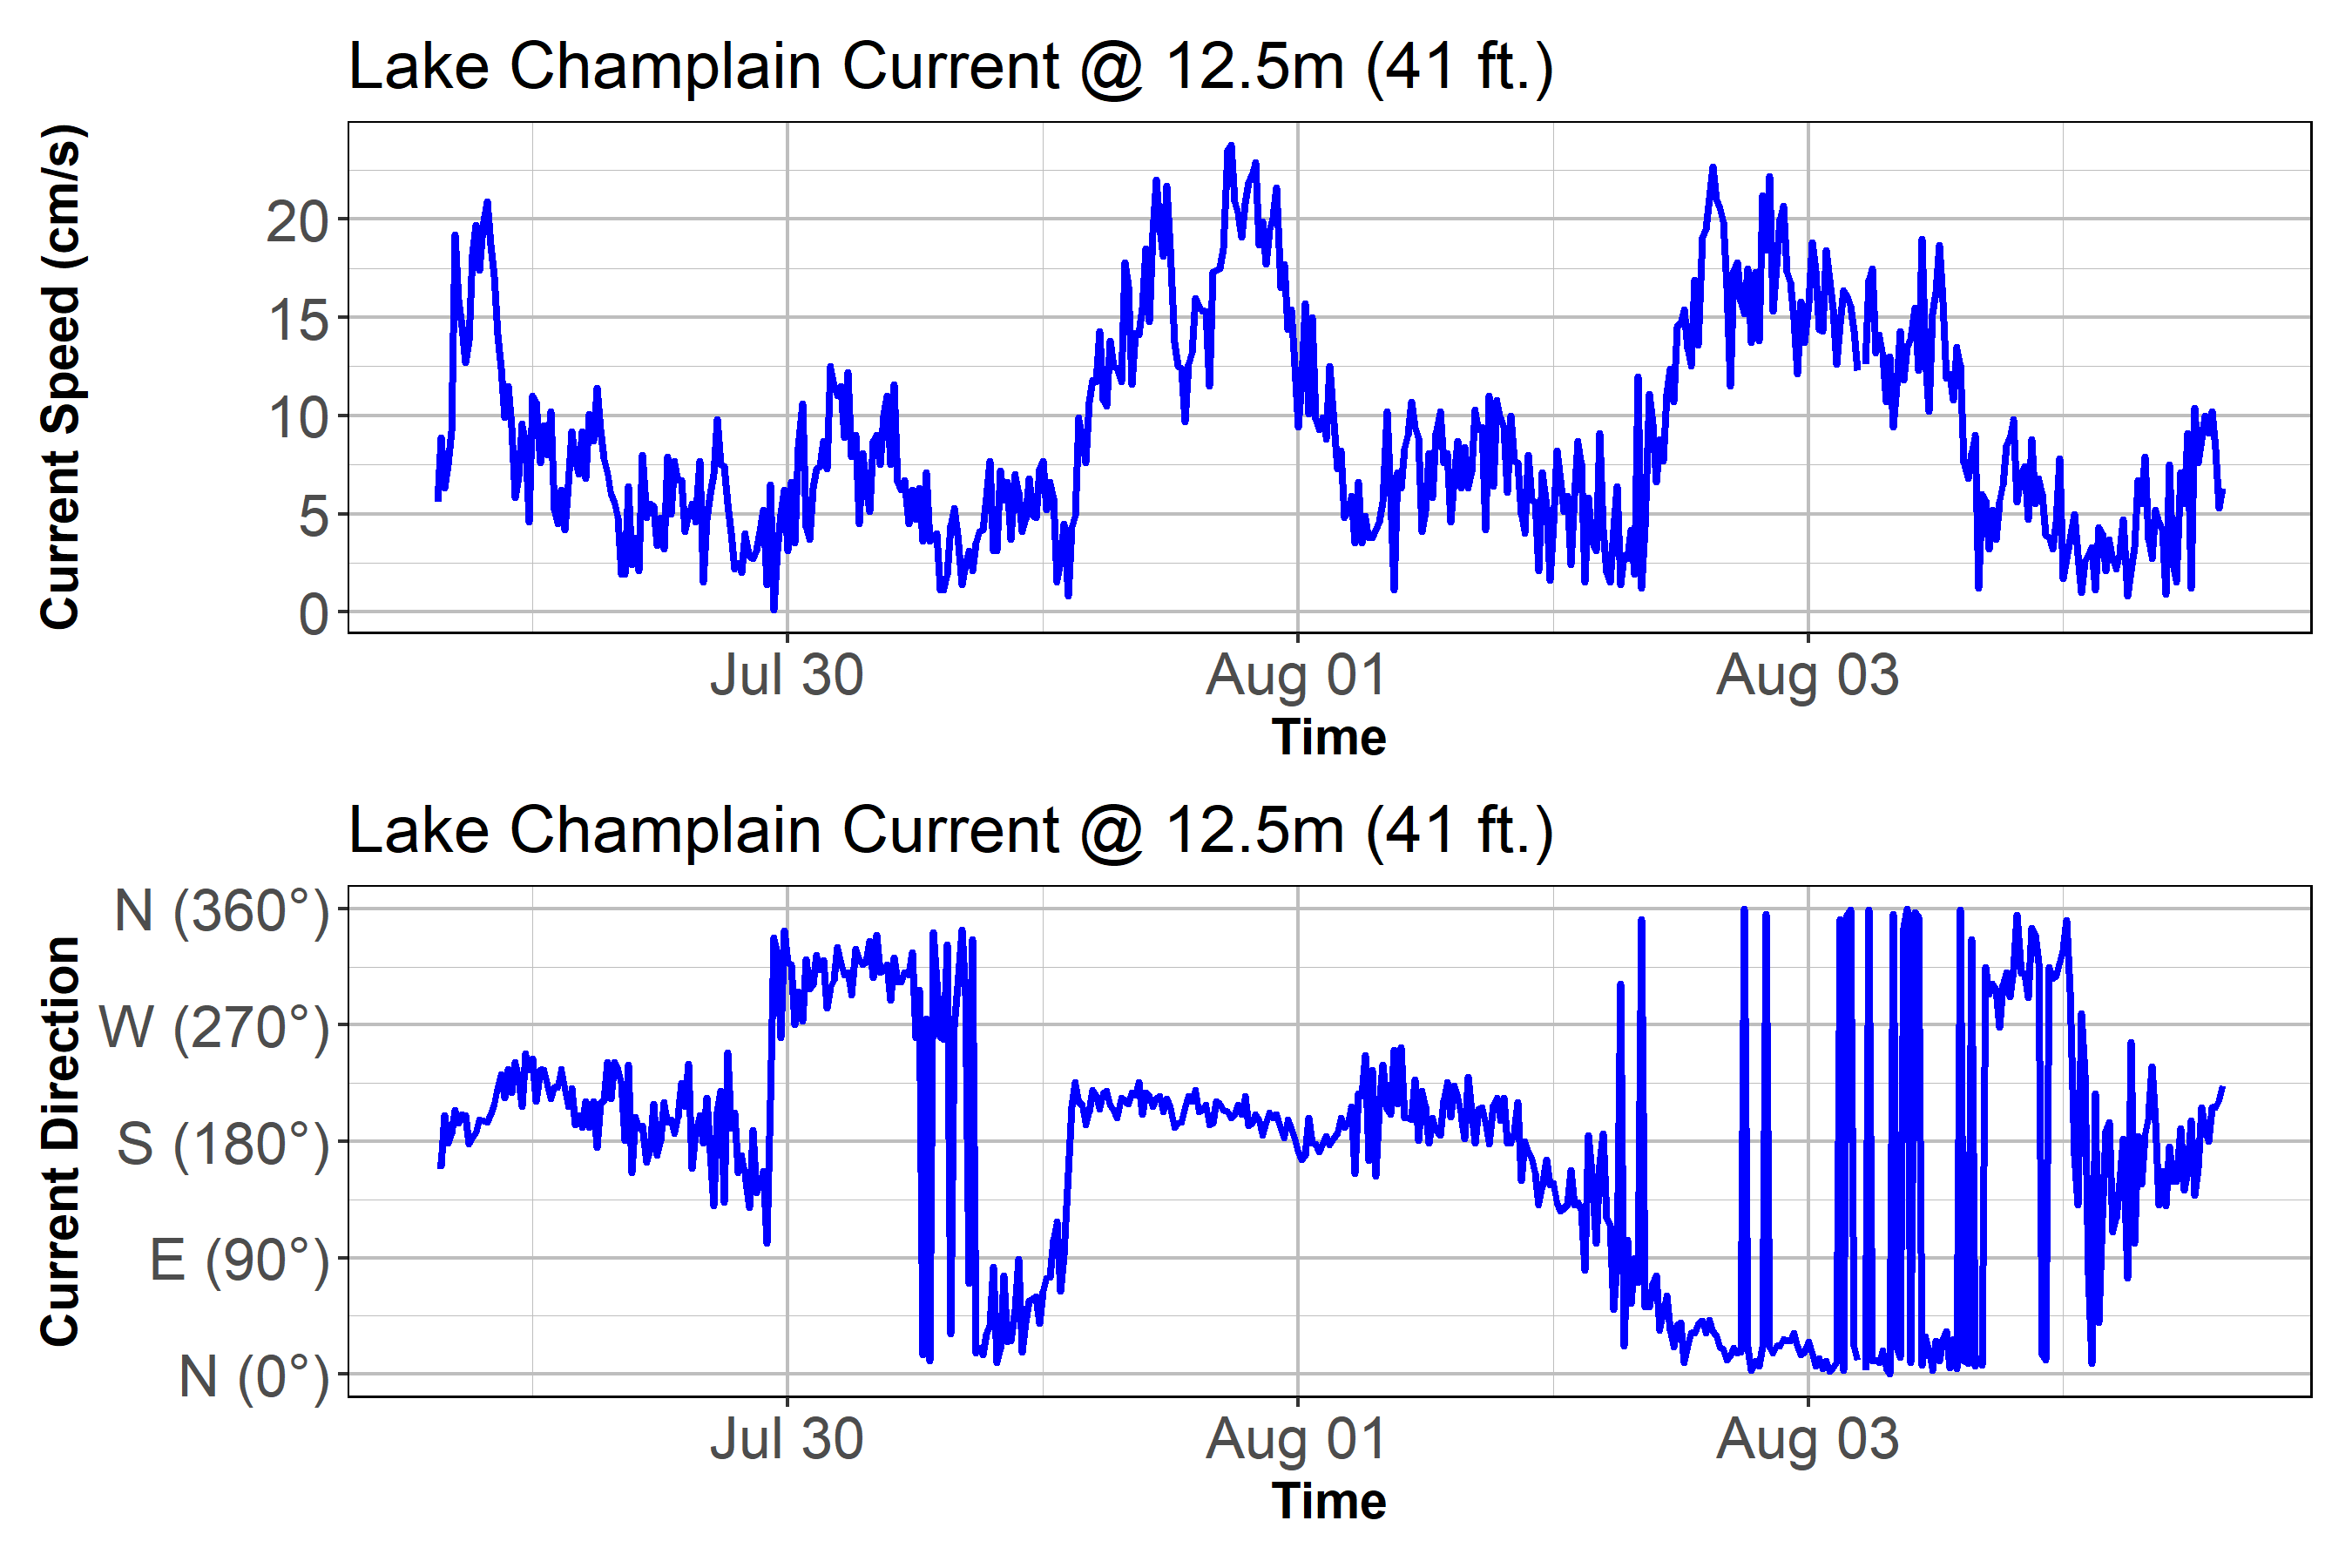 Lake Champlain Current @ 12.5m (41 ft.)
Current Speed (cm/s)
20
15
10
5
0
Jul 30 Aug 01 Aug 03
Time
Lake Champlain Current @ 12.5m (41 ft.)
Current Direction
N (360°)
W (270°)
S (180°)
E (90°)
N (0°)
Jul 30 Aug 01 Aug 03
Time